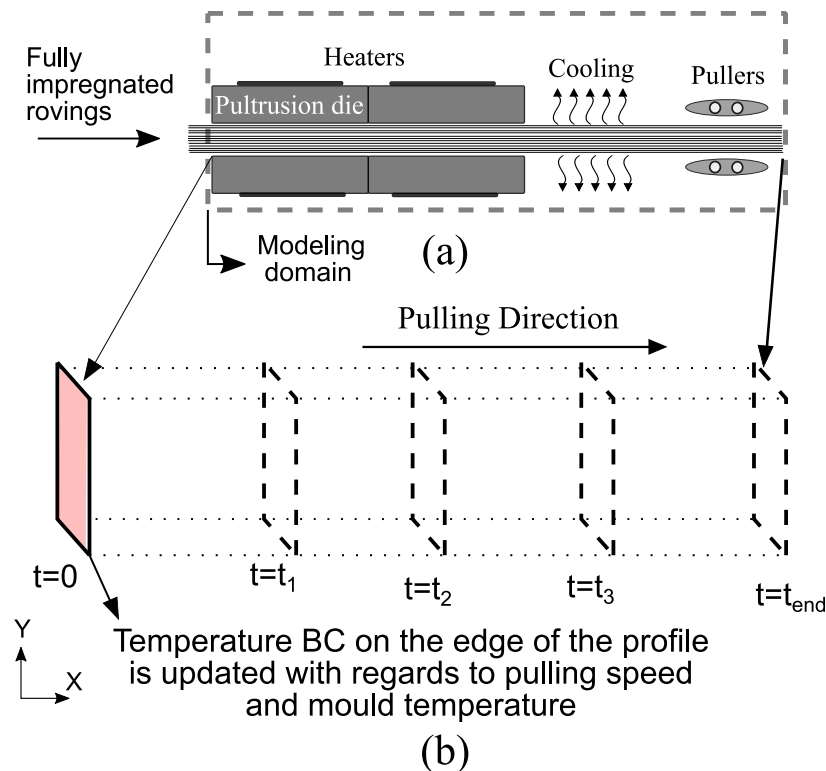 Heaters
Fully
impregnated
rovings
Cooling
Pullers
Pultrusion die
Modeling
domain
(a)
Pulling Direction
t=0
t=t1
t=t2
t=t3
t=tend
Y
X
Temperature BC on the edge of the profile
is updated with regards to pulling speed
and mould temperature
(b)